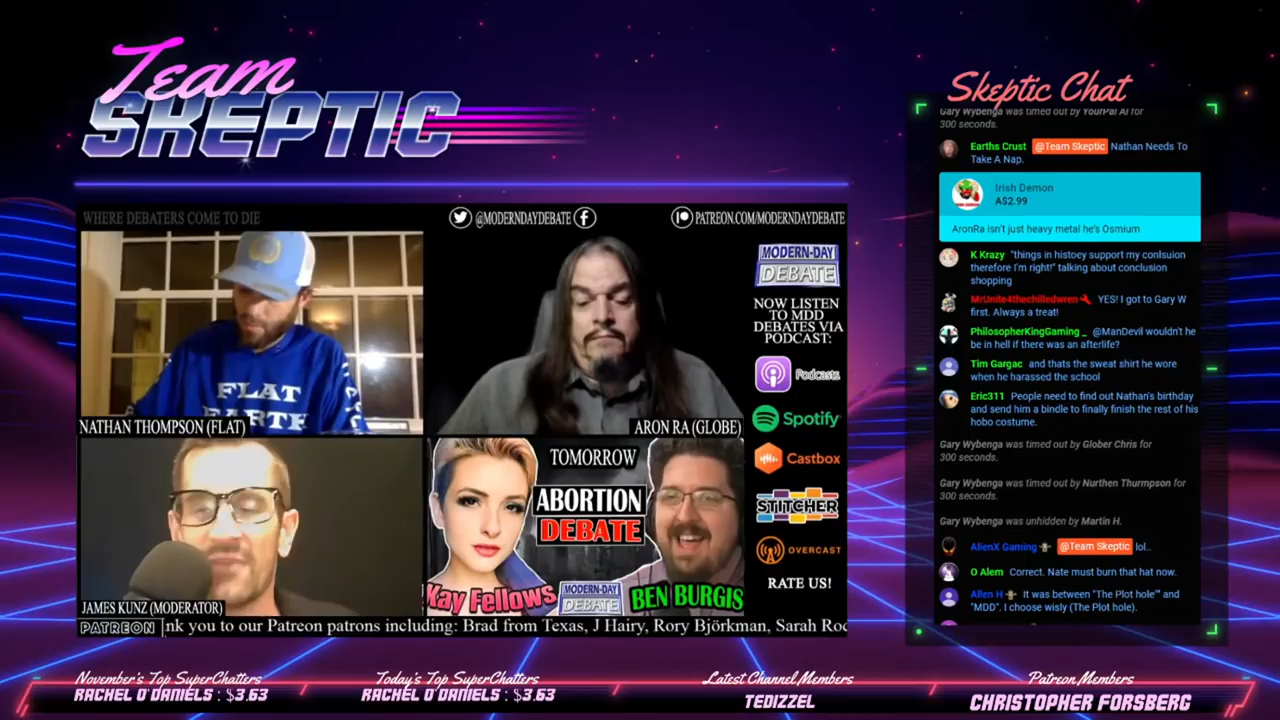 Team
SKEPTIC
WHERE DEBATERS COME TO DIE
@MODERNDAYDEBATE
PATREON.COM/MODERNDAYDEBATE
FLAT
EARTH
NATHAN THOMPSON (FLAT)
ARON RA (GLOBE)
JAMES KUNZ (MODERATOR)
TOMORROW
ABORTION
DEBATE
Kay Fellows
MODERN-DAY
DEBATE
BEN BURGIS
MODERN-DAY
DEBATE
NOW LISTEN
TO MDD
DEBATES VIA
PODCAST:
Podcasts
Spotify
Castbox
STITCHER
OVERCAST
RATE US!
PATREON
nk you to our Patreon patrons including: Brad from Texas, J Hairy, Rory Björkman, Sarah Roc
Skeptic Chat
Gary Wybenga was timed out by YourPal Al for
300 seconds.
Earths Crust @Team Skeptic Nathan Needs To
Take A Nap.
Irish Demon
A$2.99
AronRa isn't just heavy metal he's Osmium
K Krazy "things in histoey support my conlsuion
therefore I'm right!" talking about conclusion
shopping
MrUnite4thechilledwren YES! I got to Gary W
first. Always a treat!
PhilosopherKingGaming _ @ManDevil wouldn't he
be in hell if there was an afterlife?
Tim Gargac and thats the sweat shirt he wore
when he harassed the school
Eric311 People need to find out Nathan's birthday
and send him a bindle to finally finish the rest of his
hobo costume.
Gary Wybenga was timed out by Glober Chris for
300 seconds.
Gary Wybenga was timed out by Nurthen Thurmpson for
300 seconds.
Gary Wybenga was unhidden by Martin H.
AlienX Gaming @Team Skeptic lol..
O Alem Correct. Nate must burn that hat now.
Allen H It was between "The Plot hole'" and
"MDD". I choose wisly (The Plot hole).
November's Top SuperChatters
RACHEL O'DANIELS : $3.63
Today's Top SuperChatters
RACHEL O'DANIELS : $3.63
Latest Channel Members
TEDIZZEL
Patreon Members
CHRISTOPHER FORSBERG